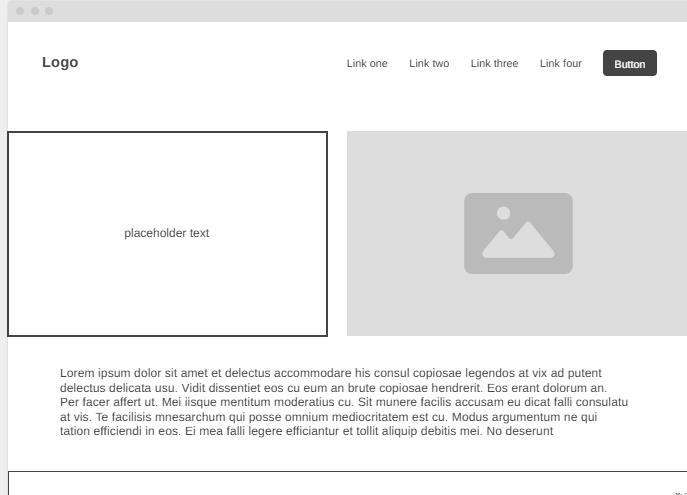 Logo
Link one
Link two
Link three
Link four
Button
placeholder text
Lorem ipsum dolor sit amet et delectus accommodare his consul copiosae legendos at vix ad putent
delectus delicata usu. Vidit dissentiet eos cu eum an brute copiosae hendrerit. Eos erant dolorum an.
Per facer affert ut. Mei iisque mentitum moderatius cu. Sit munere facilis accusam eu dicat falli consulatu
at vis. Te facilisis mnesarchum qui posse omnium mediocritatem est cu. Modus argumentum ne qui
tation efficiendi in eos. Ei mea falli legere efficiantur et tollit aliquip debitis mei. No deserunt